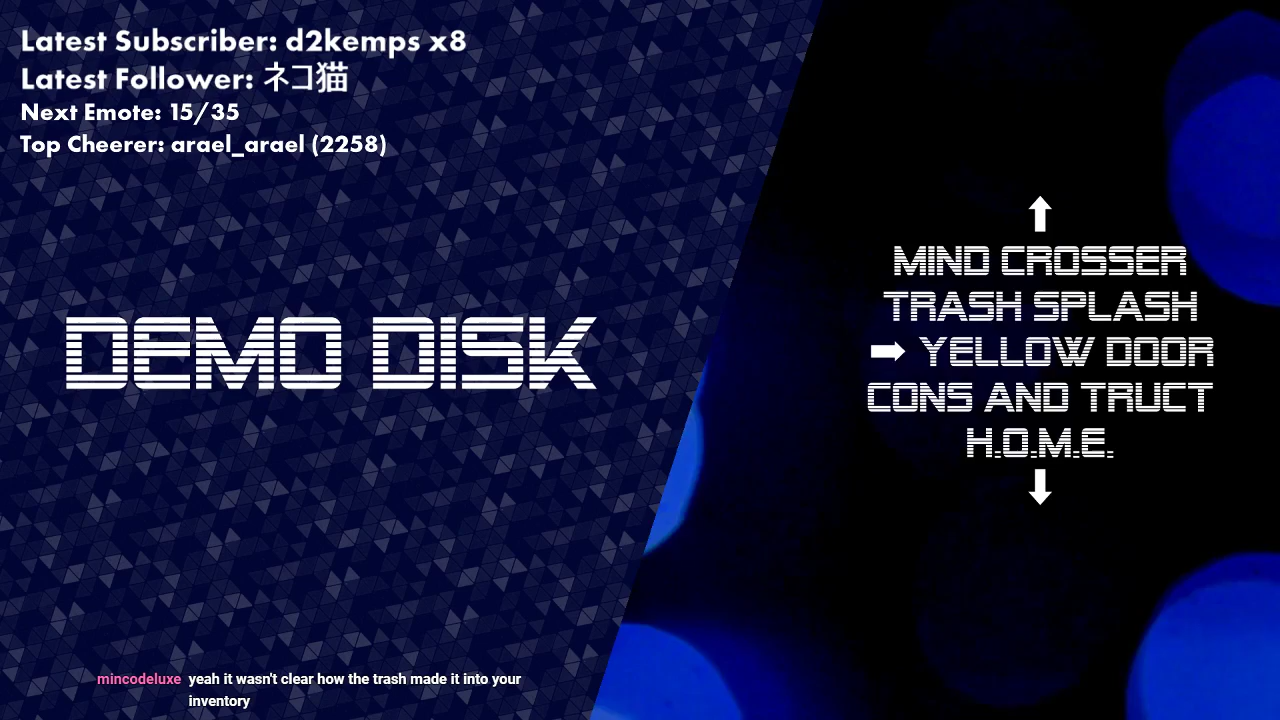 Latest Subscriber: d2kemps x8
Latest Follower: ネコ猫
Next Emote: 15/35
Top Cheerer: arael_arael (2258)
DEMO DISK
MIND CROSSER
TRASH SPLASH
YELLOW DOOR
CONS AND TRUCT
H.O.M.E.
mincodeluxe yeah it wasn't clear how the trash made it into your
inventory